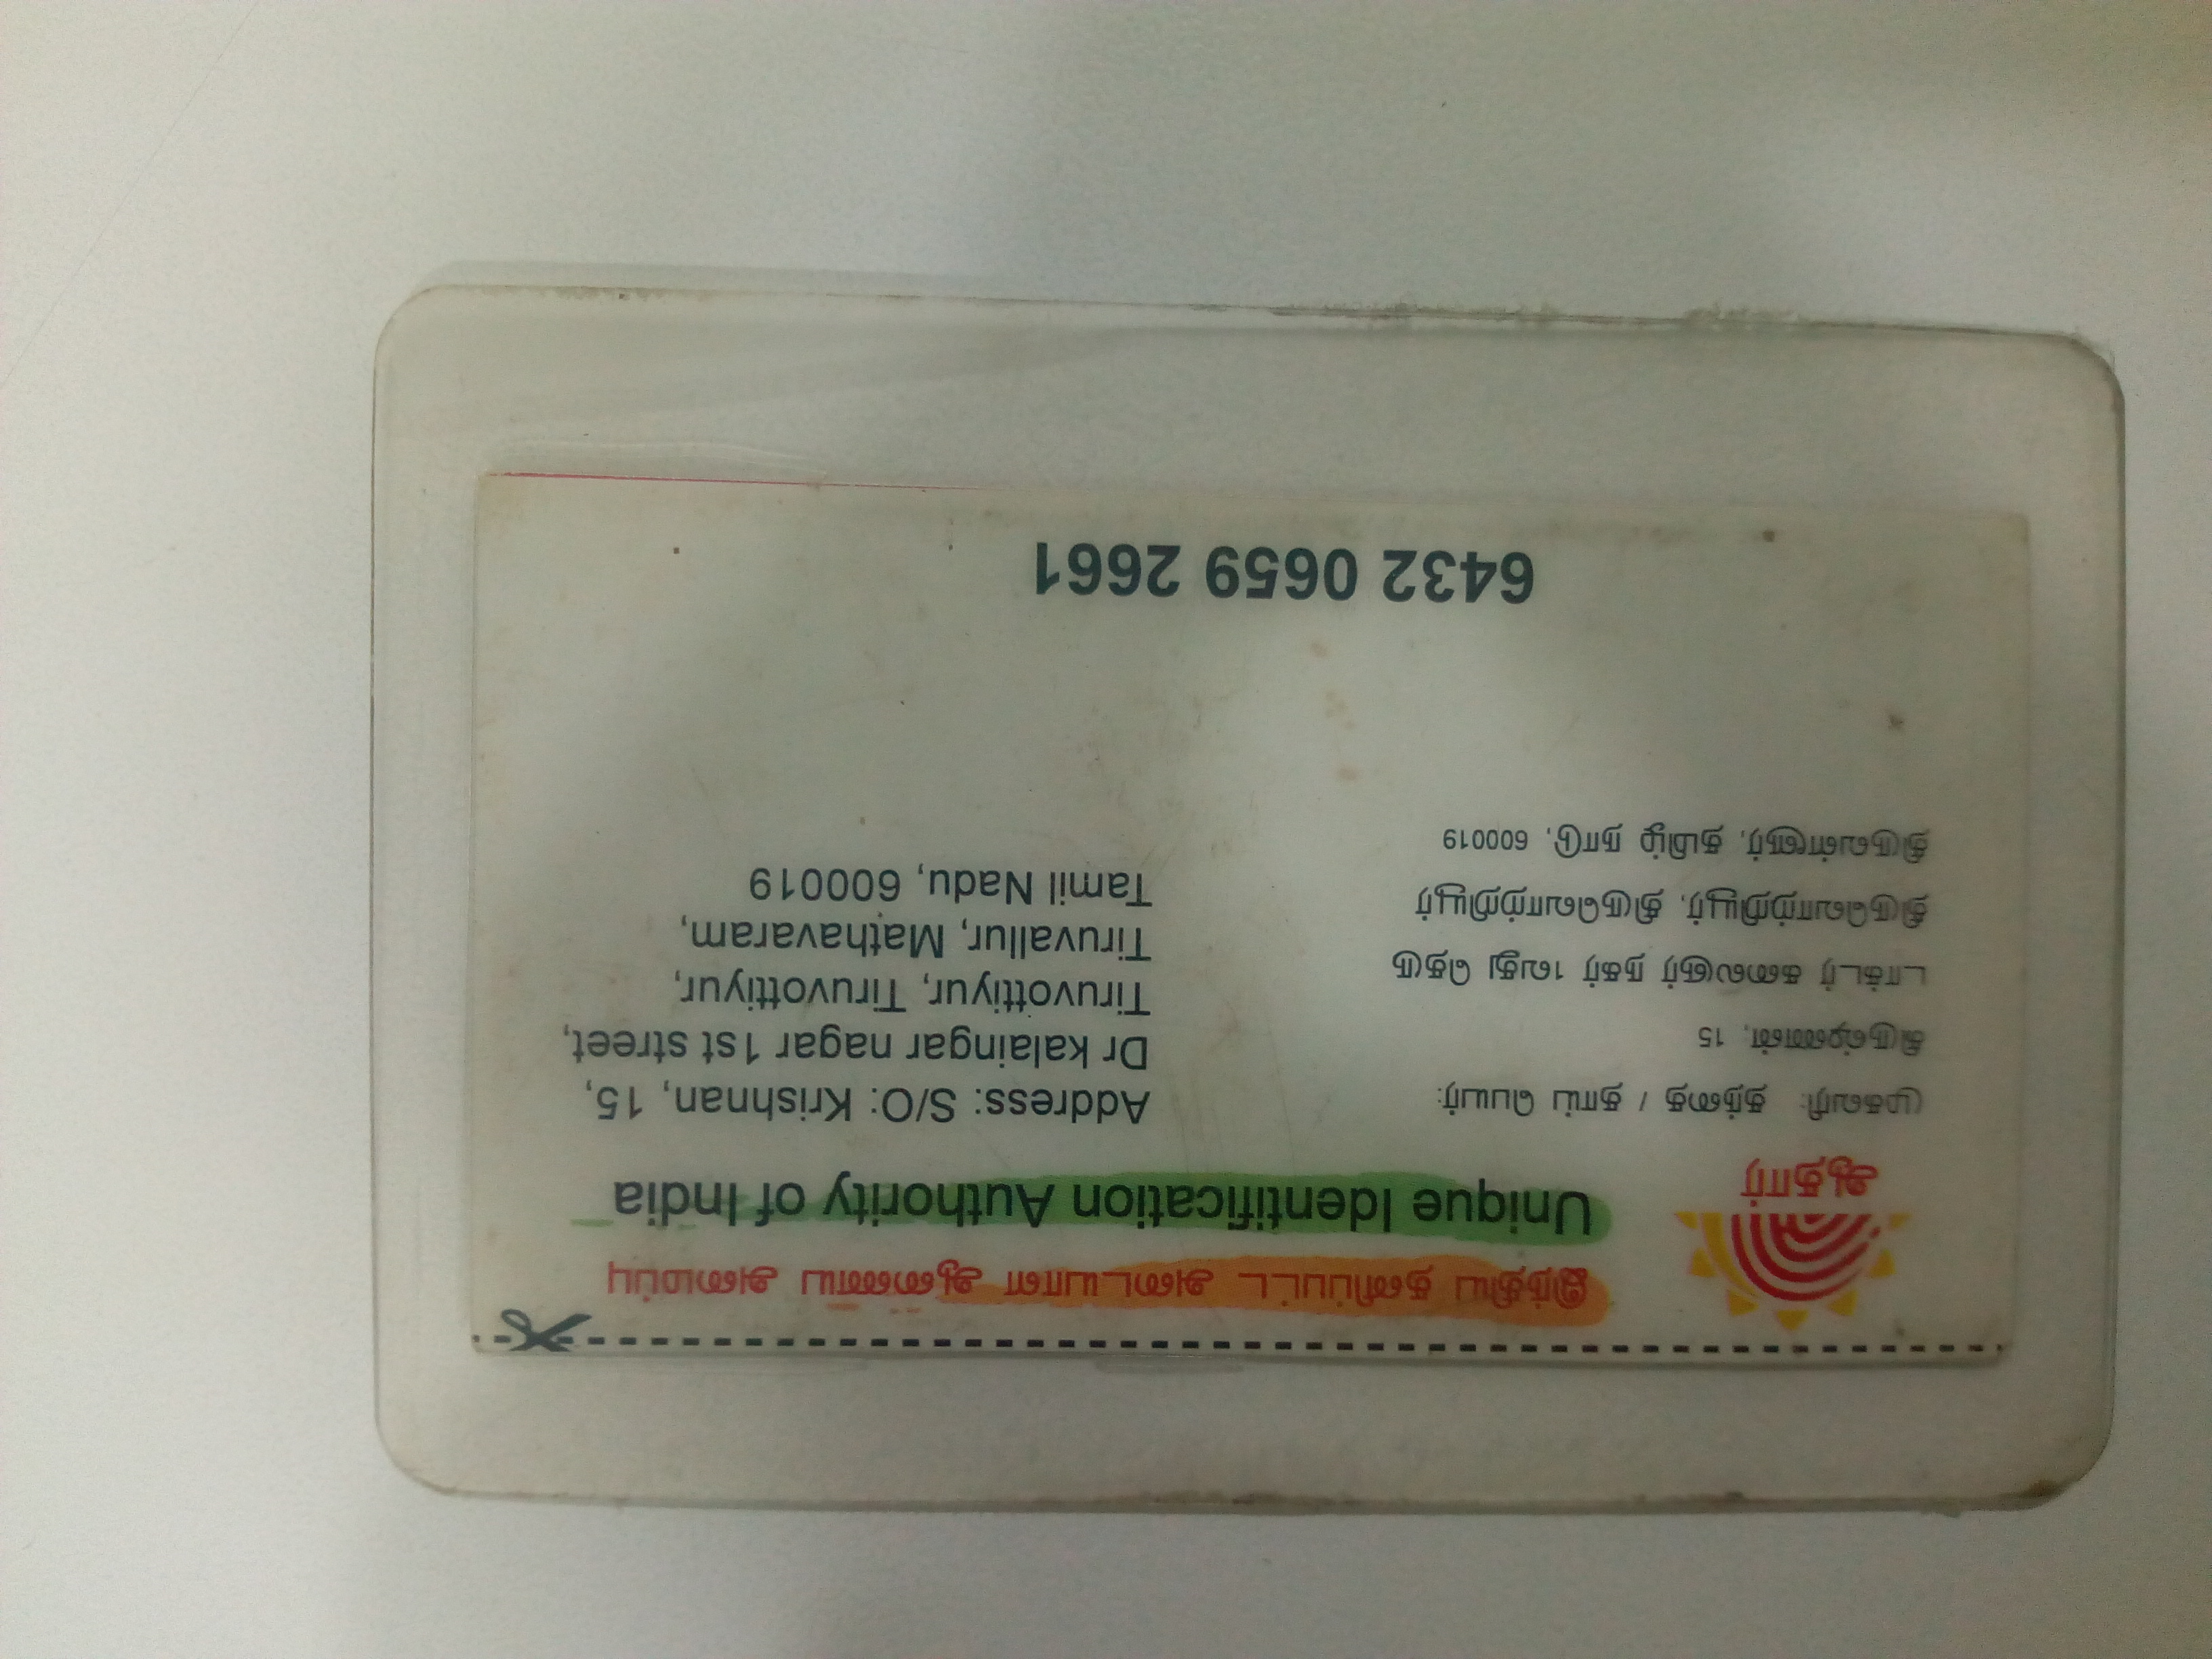 இந்திய தனிப்பட்ட அடையாள ஆணைய அமைப்பு
Unique Identification Authority of India
ஆதார்
முகவரி: தந்தை / தாய் பெயர்:
கிருஷ்ணன், 15
டாக்டர் கலைஞர் நகர் 1வது தெரு
திருவொற்றியூர், திருவொற்றியூர்
திருவள்ளூர், தமிழ் நாடு, 600019
Address: S/O: Krishnan, 15,
Dr kalaingar nagar 1st street,
Tiruvottiyur, Tiruvottiyur,
Tiruvallur, Mathavaram,
Tamil Nadu, 600019
6432 0659 2661